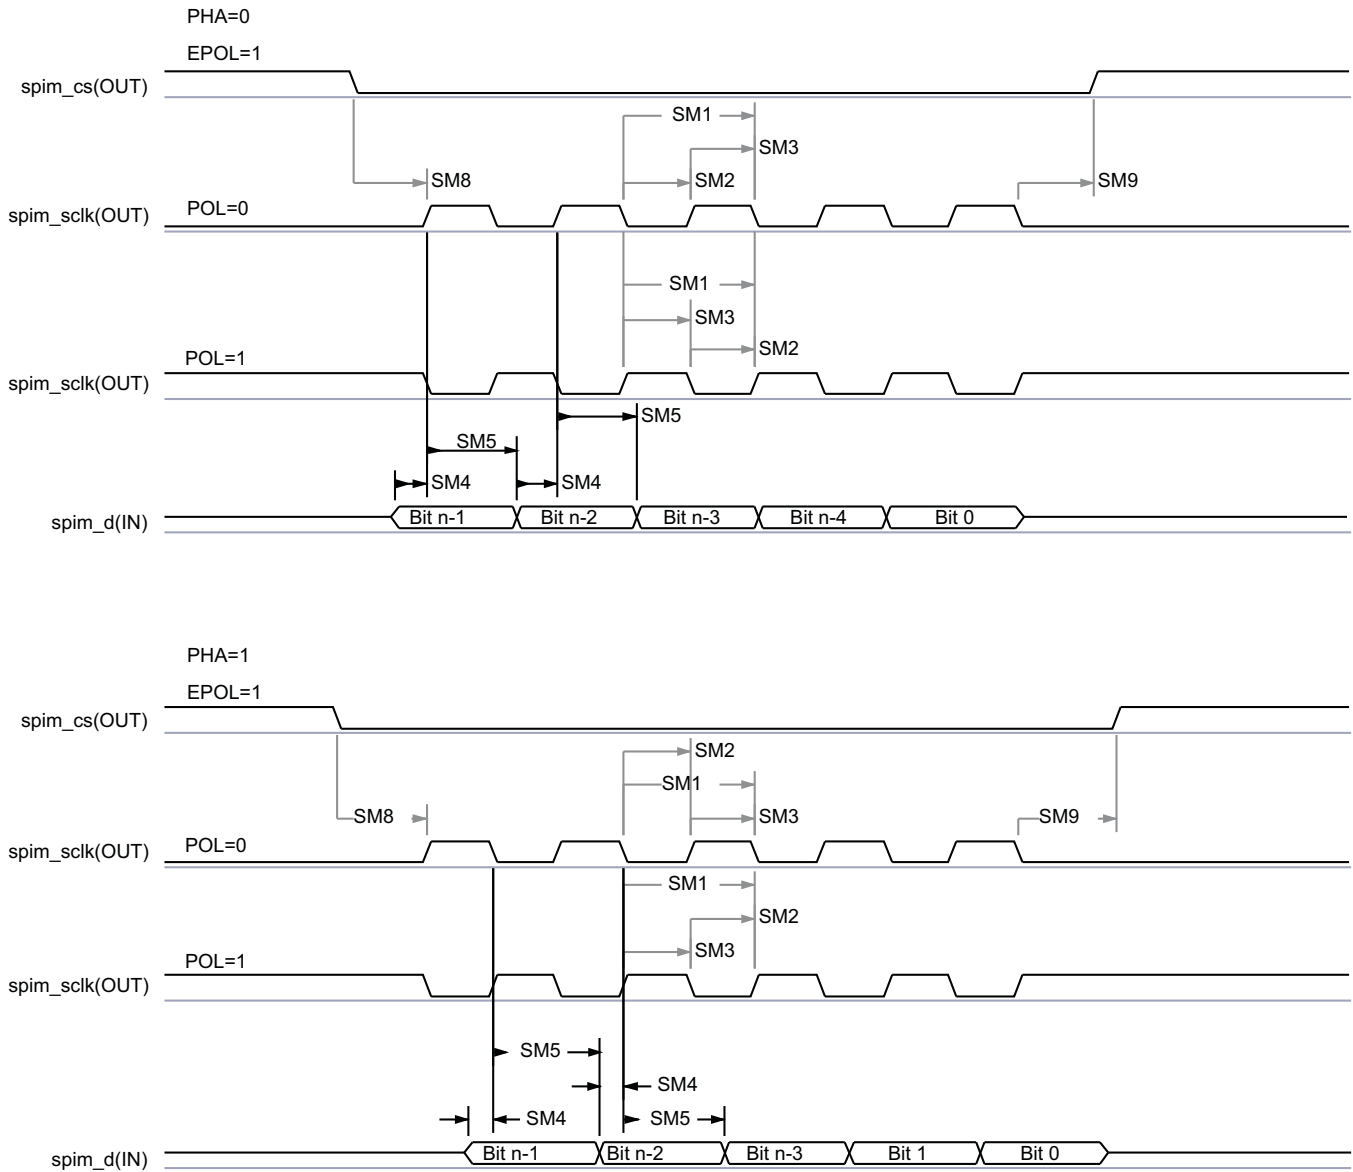 PHA=0
EPOL=1
spim_cs(OUT)
SM1
SM3
SM8
SM2
SM9
POL=0
spim_sclk(OUT)
SM1
SM3
SM2
POL=1
spim_sclk(OUT)
SM5
SM5
SM4
SM4
Bit n-1
Bit n-2
Bit n-3
Bit n-4
Bit 0
spim_d(IN)
PHA=1
EPOL=1
spim_cs(OUT)
SM2
SM1
SM8
SM3
SM9
POL=0
spim_sclk(OUT)
SM1
SM2
SM3
POL=1
spim_sclk(OUT)
SM5
SM4
SM4
SM5
Bit n-1
Bit n-2
Bit n-3
Bit 1
Bit 0
spim_d(IN)